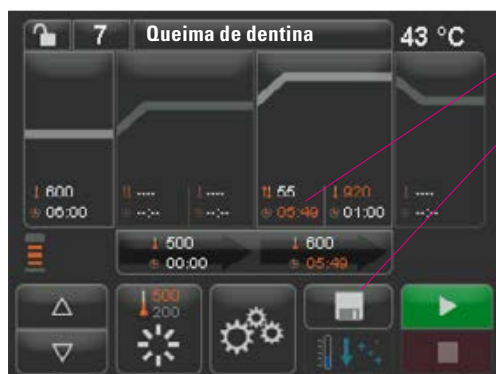 7 Queima de dentina 43 °C
600 ---- ---- 55 920 ----
06:00 --:-- --:-- 05:49 01:00 --:--
500 600
00:00 05:49
500
200